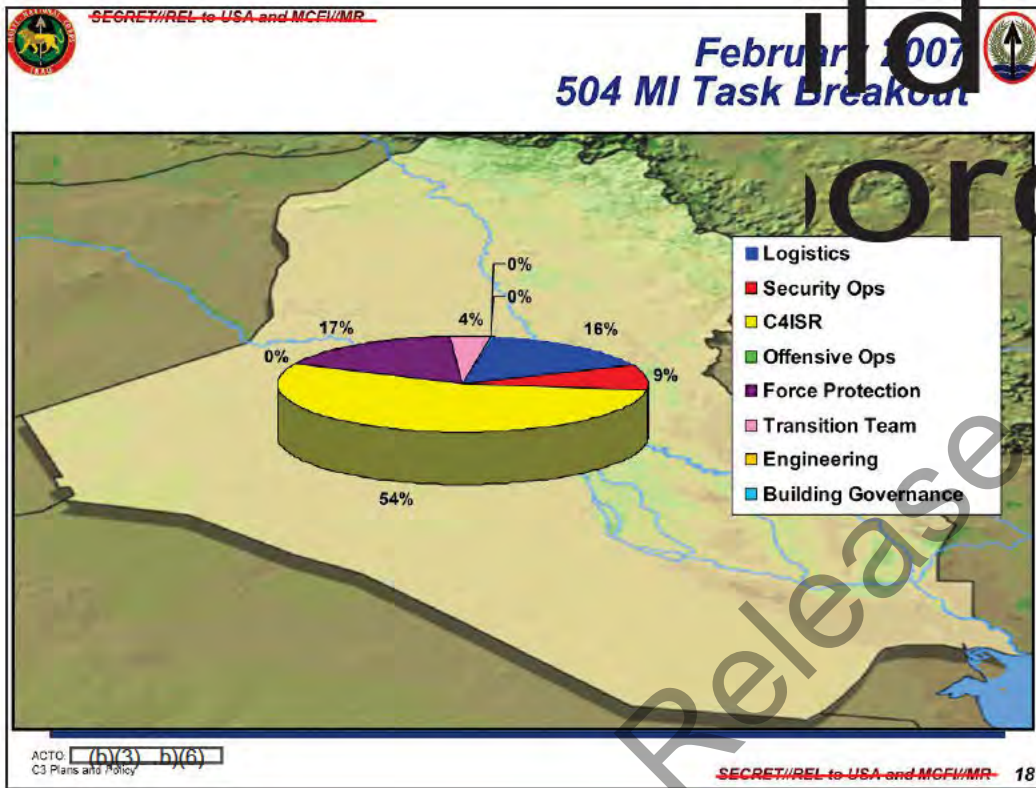 SECRET//REL to USA and MCFI//MR
February 2007
504 MI Task Breakout
0%
0%
4%
17%
16%
0%
9%
54%
Logistics
Security Ops
C4ISR
Offensive Ops
Force Protection
Transition Team
Engineering
Building Governance
Release
ACTO: (b)(3) b)(6)
C3 Plans and Policy
SECRET//REL to USA and MCFI//MR 18